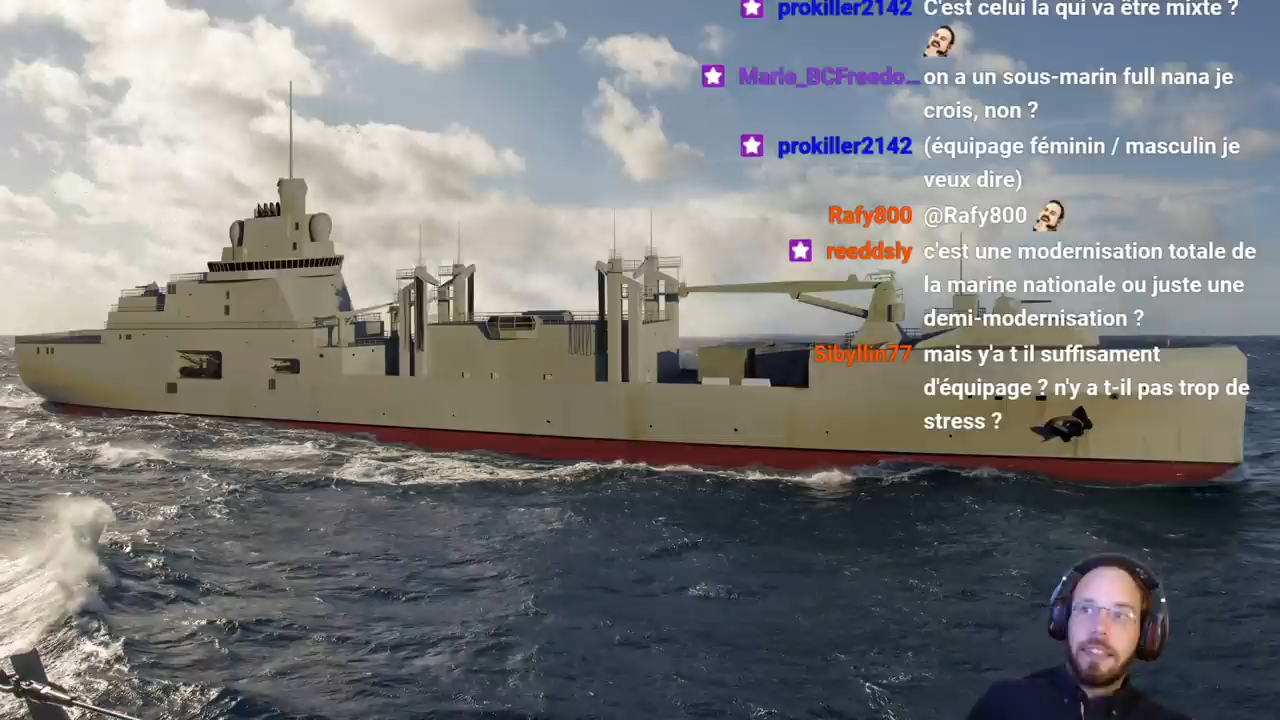 prokiller2142 C'est celui la qui va être mixte ?
Marie_BCFreedo… on a un sous-marin full nana je
crois, non ?
prokiller2142 (équipage féminin / masculin je
veux dire)
Rafy800 @Rafy800
reeddsly c'est une modernisation totale de
la marine nationale ou juste une
demi-modernisation ?
Sibyllin77 mais y'a t il suffisament
d'équipage ? n'y a t-il pas trop de
stress ?